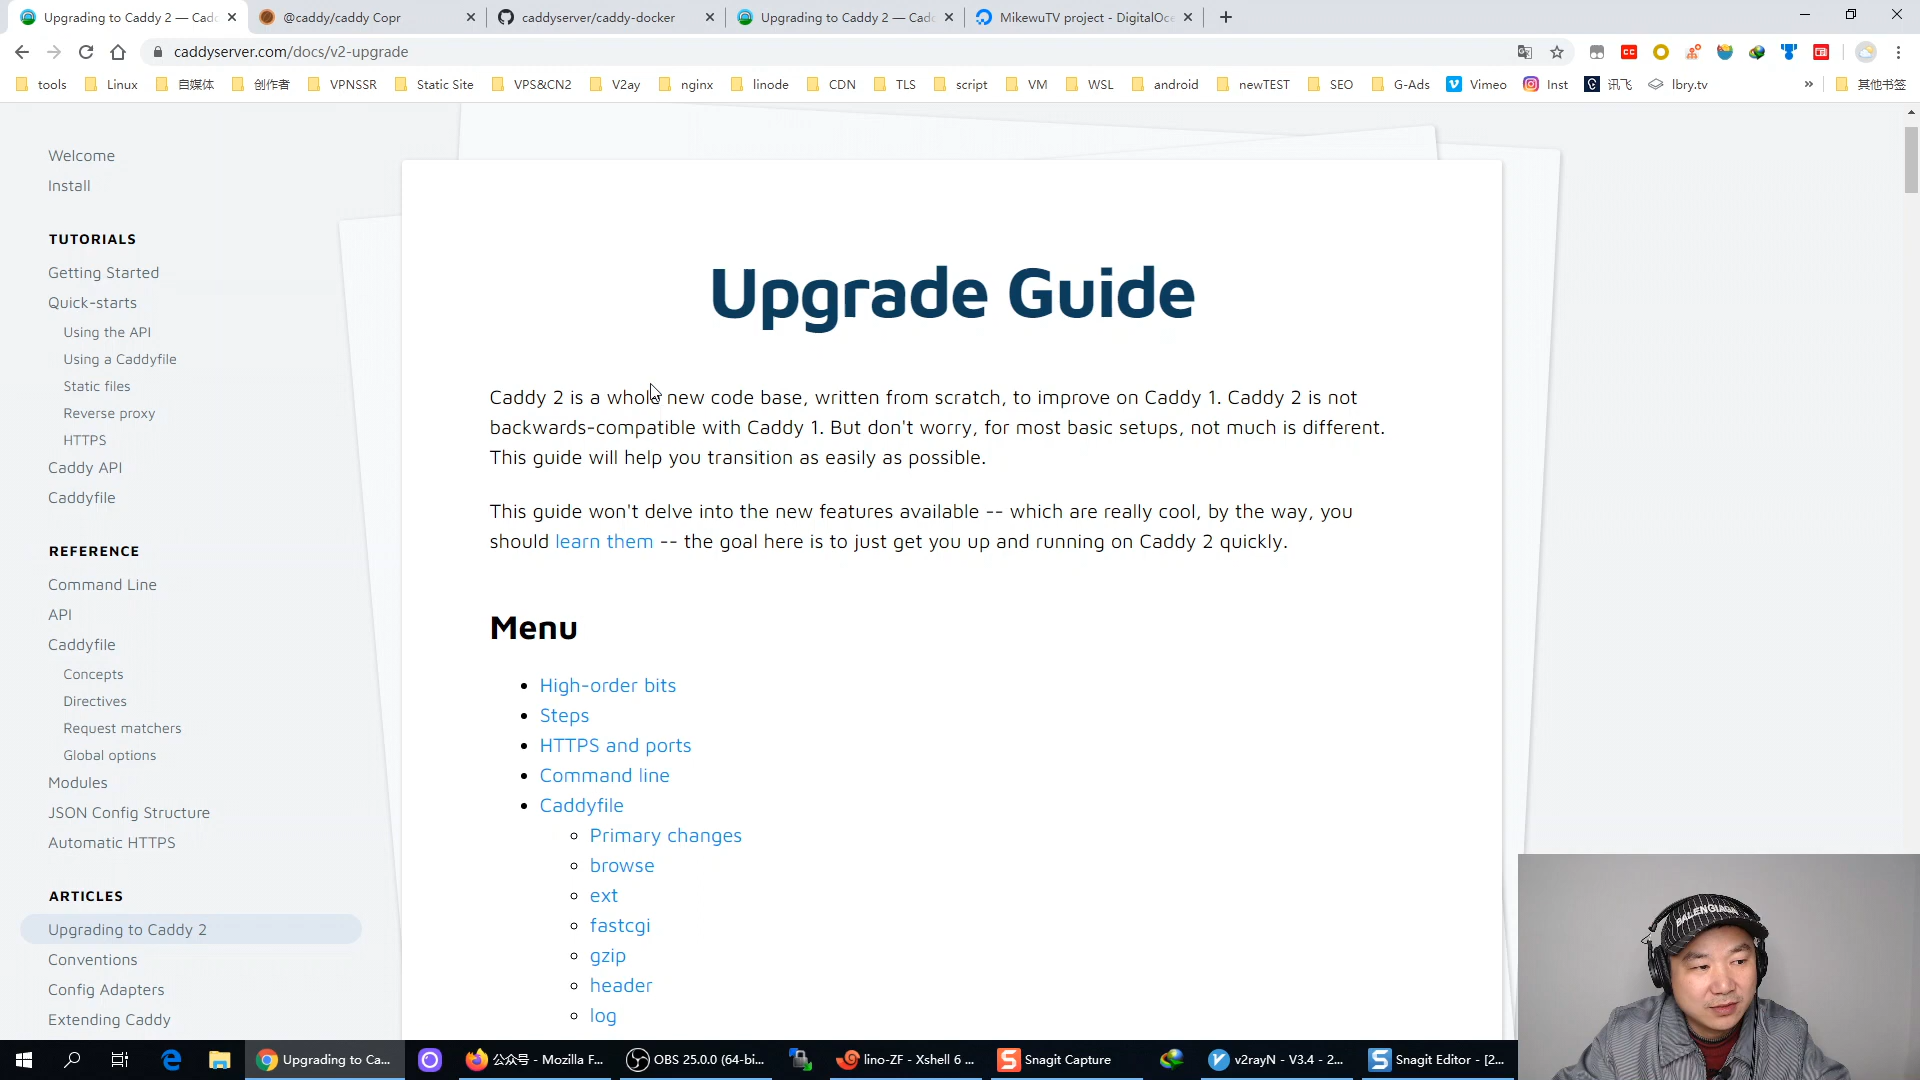 Upgrading to Caddy 2 — Cadd
@caddy/caddy Copr
caddyserver/caddy-docker
Upgrading to Caddy 2 — Cadd
MikewuTV project - DigitalOce
caddyserver.com/docs/v2-upgrade
tools
Linux
自媒体
创作者
VPNSSR
Static Site
VPS&CN2
V2ay
nginx
linode
CDN
TLS
script
VM
WSL
android
newTEST
SEO
G-Ads
Vimeo
Inst
讯飞
lbry.tv
»
其他书签
Welcome
Install
TUTORIALS
Getting Started
Quick-starts
Using the API
Using a Caddyfile
Static files
Reverse proxy
HTTPS
Caddy API
Caddyfile
REFERENCE
Command Line
API
Caddyfile
Concepts
Directives
Request matchers
Global options
Modules
JSON Config Structure
Automatic HTTPS
ARTICLES
Upgrading to Caddy 2
Conventions
Config Adapters
Extending Caddy
Upgrade Guide
Caddy 2 is a whole new code base, written from scratch, to improve on Caddy 1. Caddy 2 is not
backwards-compatible with Caddy 1. But don't worry, for most basic setups, not much is different.
This guide will help you transition as easily as possible.
This guide won't delve into the new features available -- which are really cool, by the way, you
should learn them -- the goal here is to just get you up and running on Caddy 2 quickly.
Menu
High-order bits
Steps
HTTPS and ports
Command line
Caddyfile
Primary changes
browse
ext
fastcgi
gzip
header
log
BALENCIAGA
Upgrading to Ca...
公众号 - Mozilla F...
OBS 25.0.0 (64-bi...
lino-ZF - Xshell 6 ...
Snagit Capture
v2rayN - V3.4 - 2...
Snagit Editor - [2...